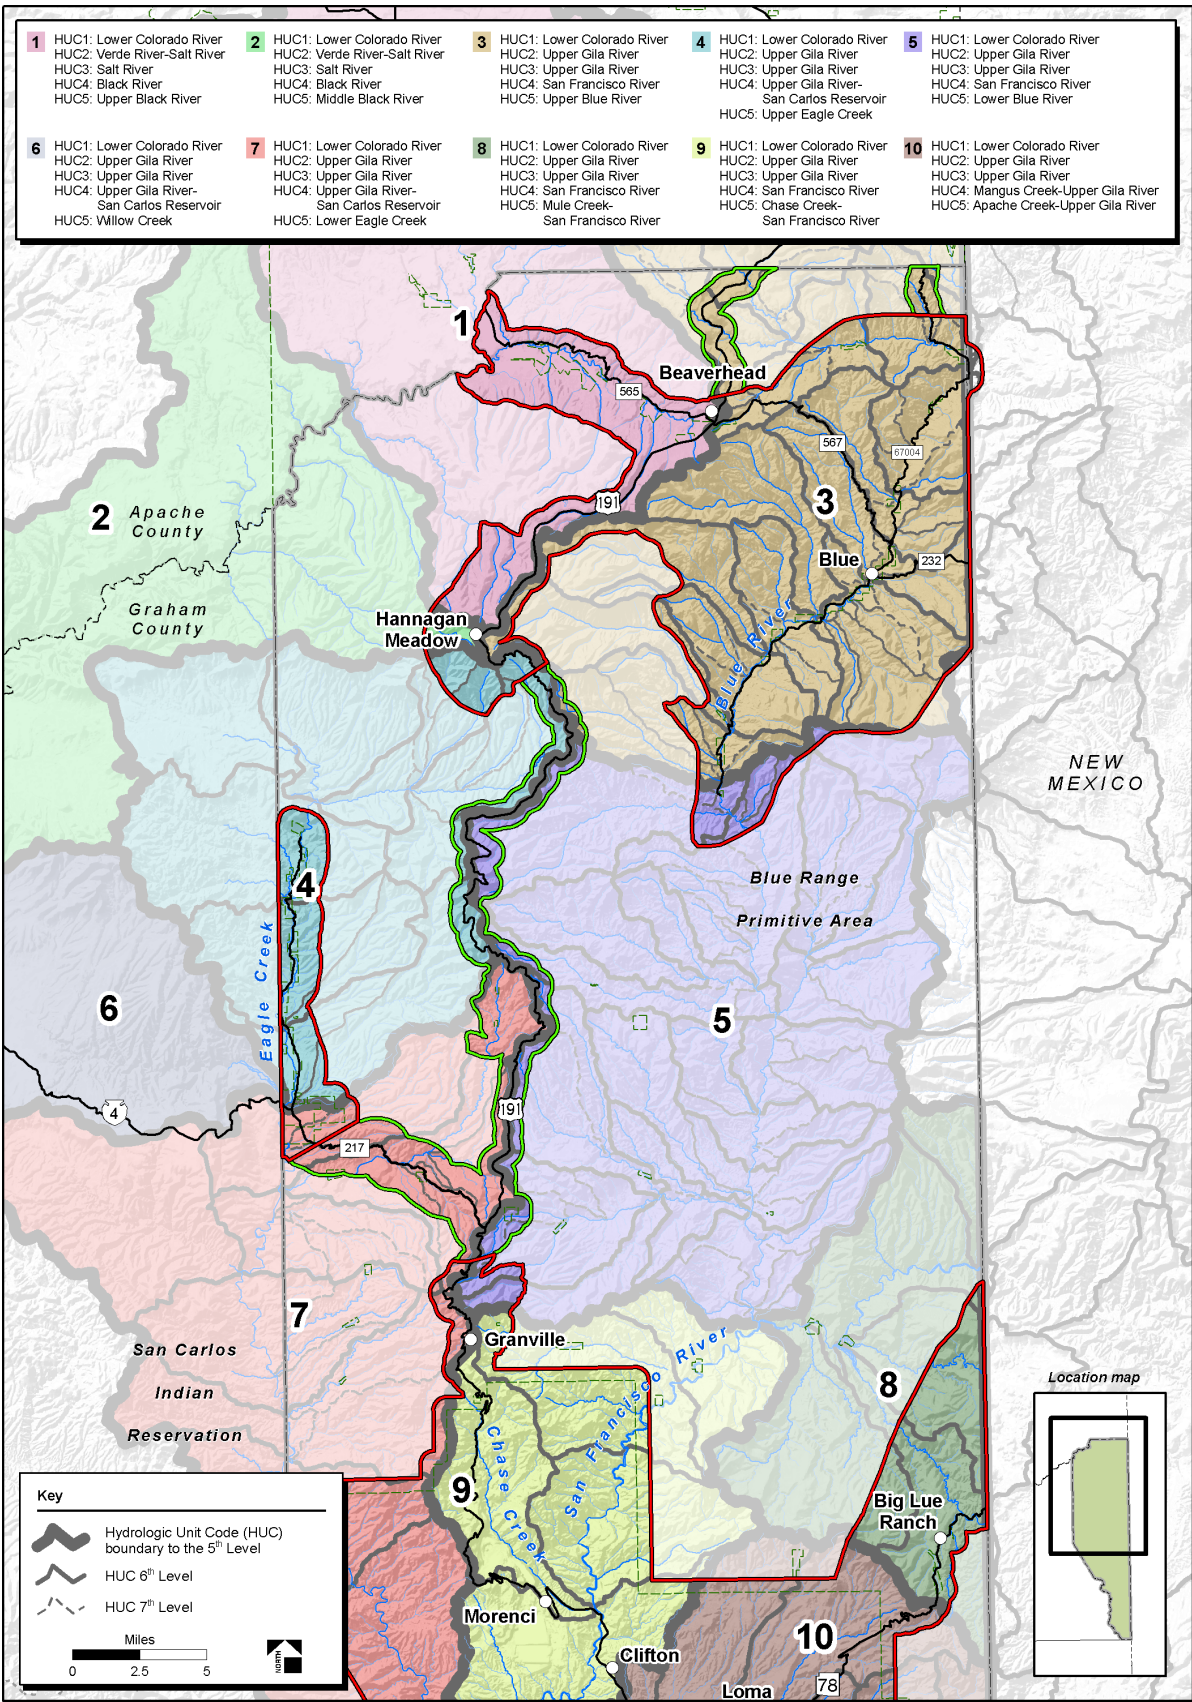 1
HUC1: Lower Colorado River
HUC2: Verde River-Salt River
HUC3: Salt River
HUC4: Black River
HUC5: Upper Black River
2
HUC1: Lower Colorado River
HUC2: Verde River-Salt River
HUC3: Salt River
HUC4: Black River
HUC5: Middle Black River
3
HUC1: Lower Colorado River
HUC2: Upper Gila River
HUC3: Upper Gila River
HUC4: San Francisco River
HUC5: Upper Blue River
4
HUC1: Lower Colorado River
HUC2: Upper Gila River
HUC3: Upper Gila River
HUC4: Upper Gila River-
San Carlos Reservoir
HUC5: Upper Eagle Creek
5
HUC1: Lower Colorado River
HUC2: Upper Gila River
HUC3: Upper Gila River
HUC4: San Francisco River
HUC5: Lower Blue River
6
HUC1: Lower Colorado River
HUC2: Upper Gila River
HUC3: Upper Gila River
HUC4: Upper Gila River-
San Carlos Reservoir
HUC5: Willow Creek
7
HUC1: Lower Colorado River
HUC2: Upper Gila River
HUC3: Upper Gila River
HUC4: Upper Gila River-
San Carlos Reservoir
HUC5: Lower Eagle Creek
8
HUC1: Lower Colorado River
HUC2: Upper Gila River
HUC3: Upper Gila River
HUC4: San Francisco River
HUC5: Mule Creek-
San Francisco River
9
HUC1: Lower Colorado River
HUC2: Upper Gila River
HUC3: Upper Gila River
HUC4: San Francisco River
HUC5: Chase Creek-
San Francisco River
10
HUC1: Lower Colorado River
HUC2: Upper Gila River
HUC3: Upper Gila River
HUC4: Mangus Creek-Upper Gila River
HUC5: Apache Creek-Upper Gila River
1
Beaverhead
565
567
67004
191
3
2
Apache
County
Blue
232
Graham
County
Hannagan
Meadow
Blue River
NEW
MEXICO
4
Blue Range
Primitive Area
Eagle Creek
6
5
4
191
217
7
Granville
San Francisco River
San Carlos
Indian
Reservation
8
Location map
9
Chase Creek
Big Lue
Ranch
Morenci
10
Clifton
78
Loma
Key
Hydrologic Unit Code (HUC)
boundary to the 5th Level
HUC 6th Level
HUC 7th Level
Miles
0 2.5 5
NORTH